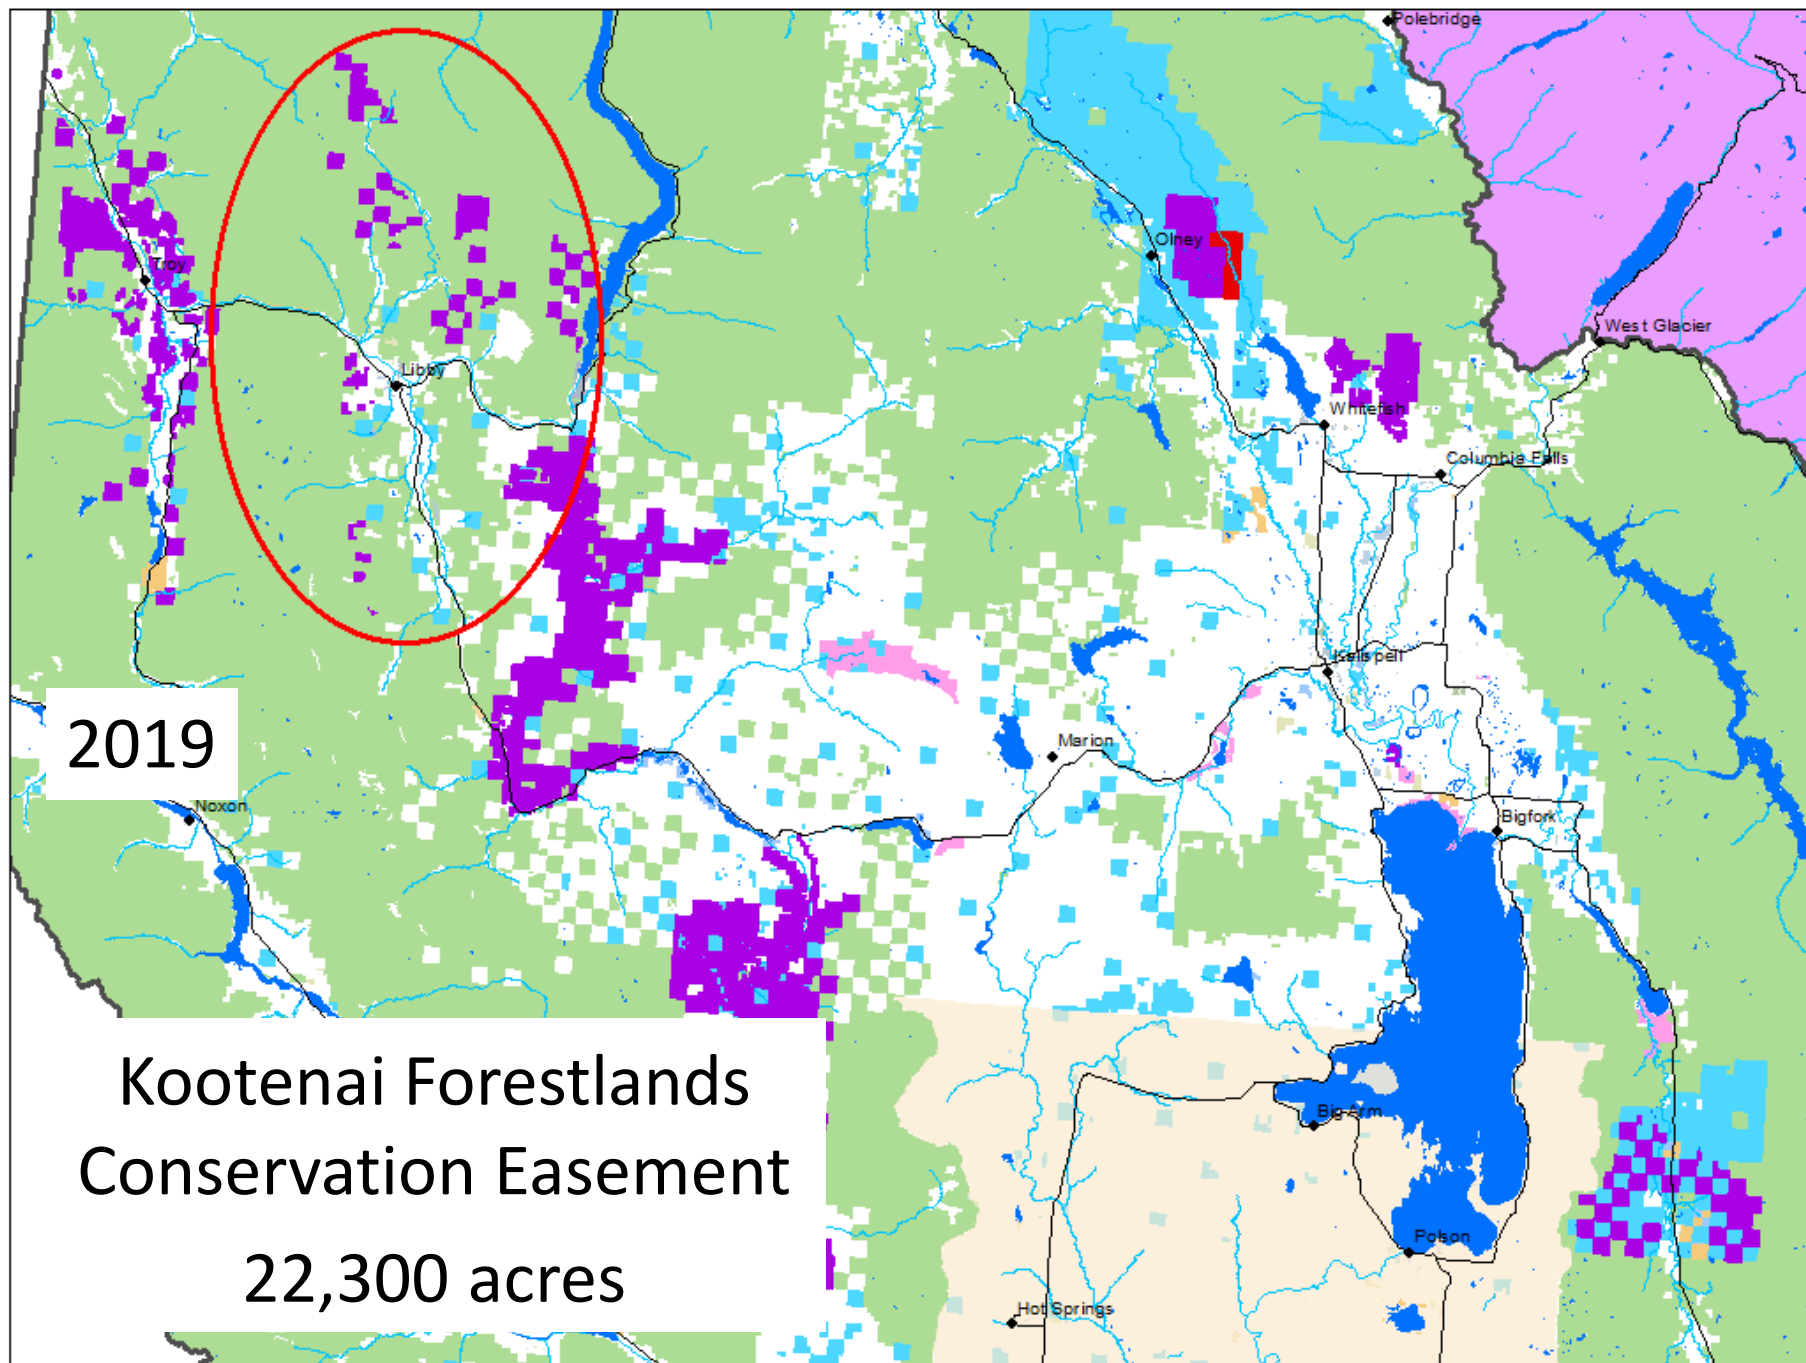 Polebridge
Olney
Troy
West Glacier
Libby
Whitefish
Columbia Falls
Kalispell
2019
Marion
Noxon
Bigfork
Kootenai Forestlands
Conservation Easement
22,300 acres
Big Arm
Polson
Hot Springs